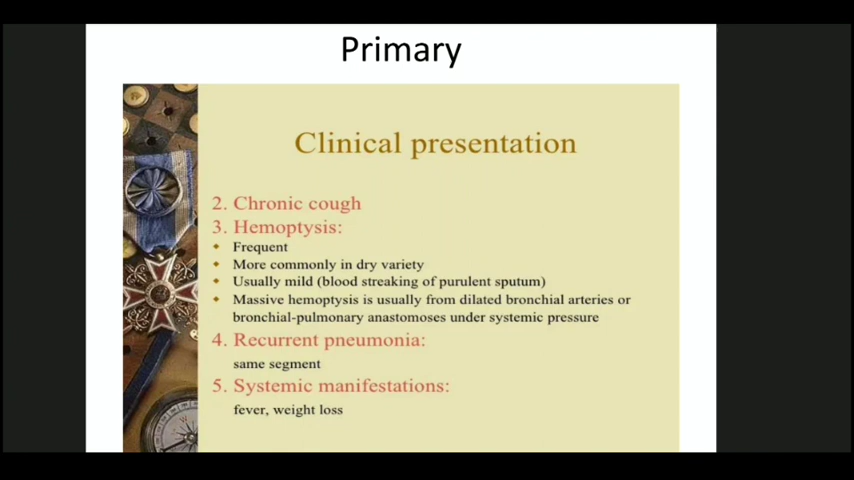 Primary
Clinical presentation
2. Chronic cough
3. Hemoptysis:
Frequent
More commonly in dry variety
Usually mild (blood streaking of purulent sputum)
Massive hemoptysis is usually from dilated bronchial arteries or
bronchial-pulmonary anastomoses under systemic pressure
4. Recurrent pneumonia:
same segment
5. Systemic manifestations:
fever, weight loss